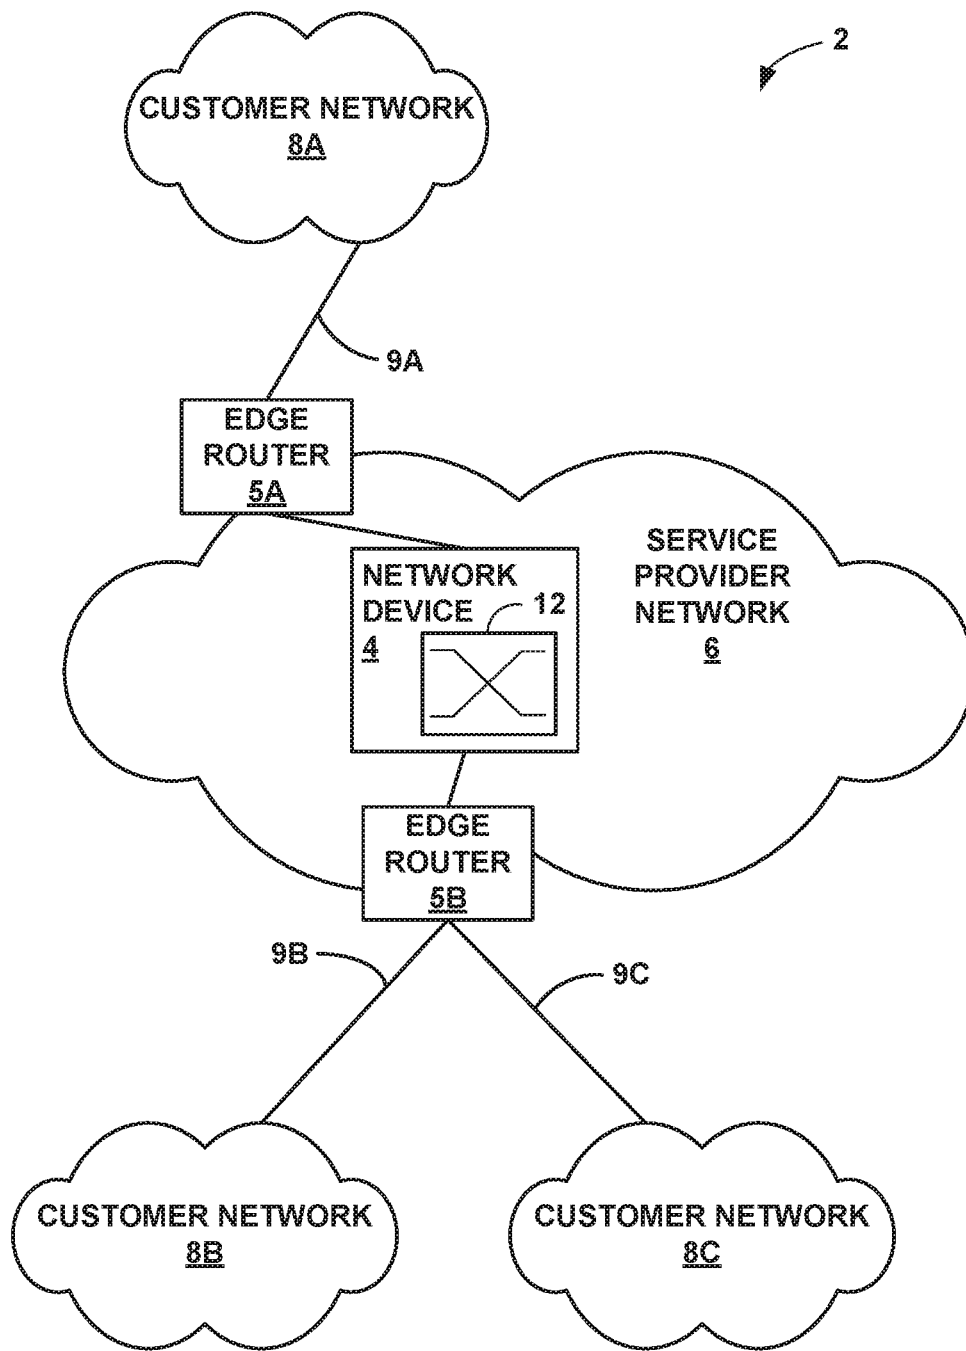 2
CUSTOMER NETWORK
8A
9A
EDGE
ROUTER
5A
SERVICE
PROVIDER
NETWORK
6
NETWORK
DEVICE
4
12
EDGE
ROUTER
5B
9B
9C
CUSTOMER NETWORK
8B
CUSTOMER NETWORK
8C